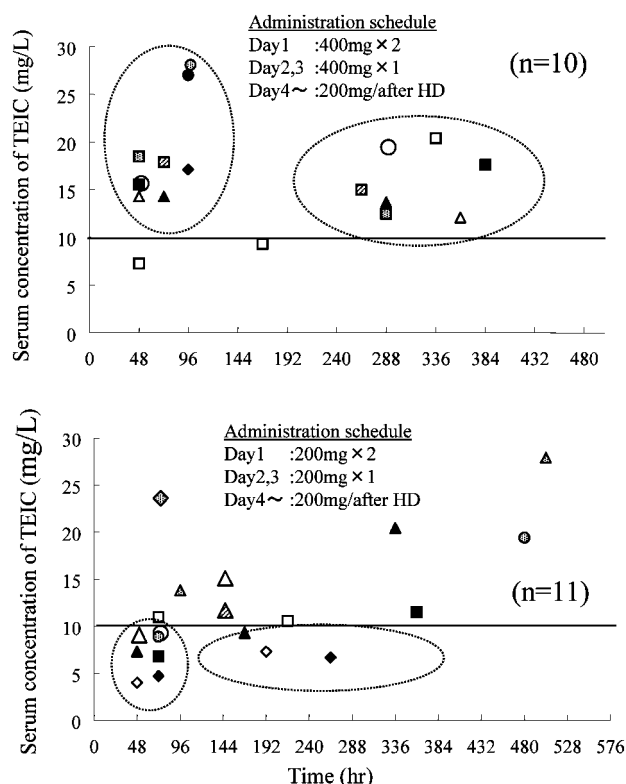 Administration schedule
Day1 :400mg×2
Day2,3 :400mg×1
Day4～ :200mg/after HD
(n=10)
Serum concentration of TEIC (mg/L)
30
25
20
15
10
5
0
0 48 96 144 192 240 288 336 384 432 480
Administration schedule
Day1 :200mg×2
Day2,3 :200mg×1
Day4～ :200mg/after HD
(n=11)
Serum concentration of TEIC (mg/L)
30
25
20
15
10
5
0
0 48 96 144 192 240 288 336 384 432 480 528 576
Time (hr)